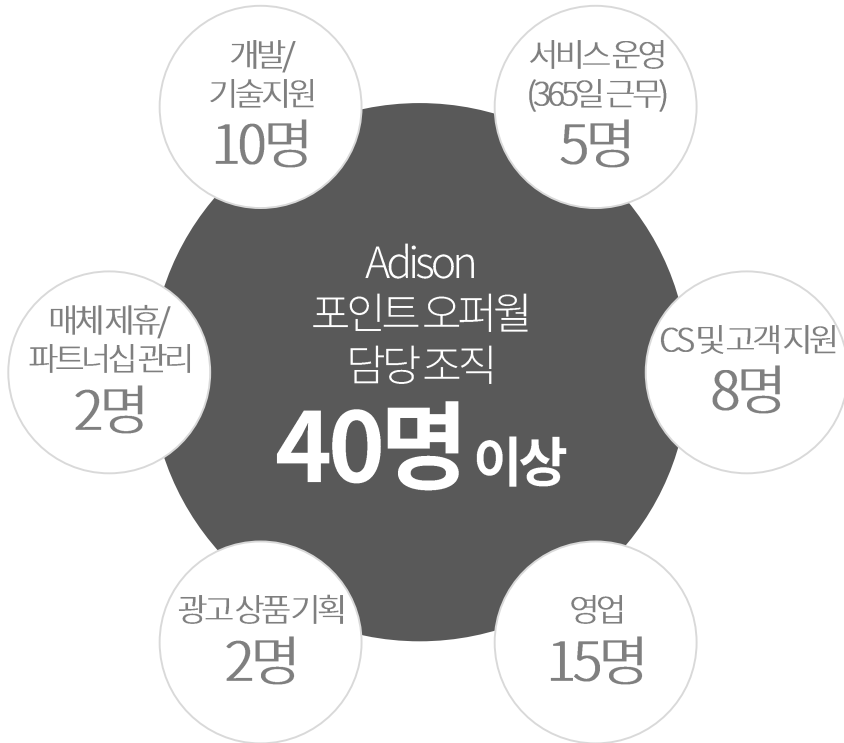 개발/
기술지원
10명
서비스 운영
(365일 근무)
5명
매체 제휴/
파트너십 관리
2명
Adison
포인트 오퍼월
담당 조직
40명 이상
CS 및 고객 지원
8명
광고 상품 기획
2명
영업
15명